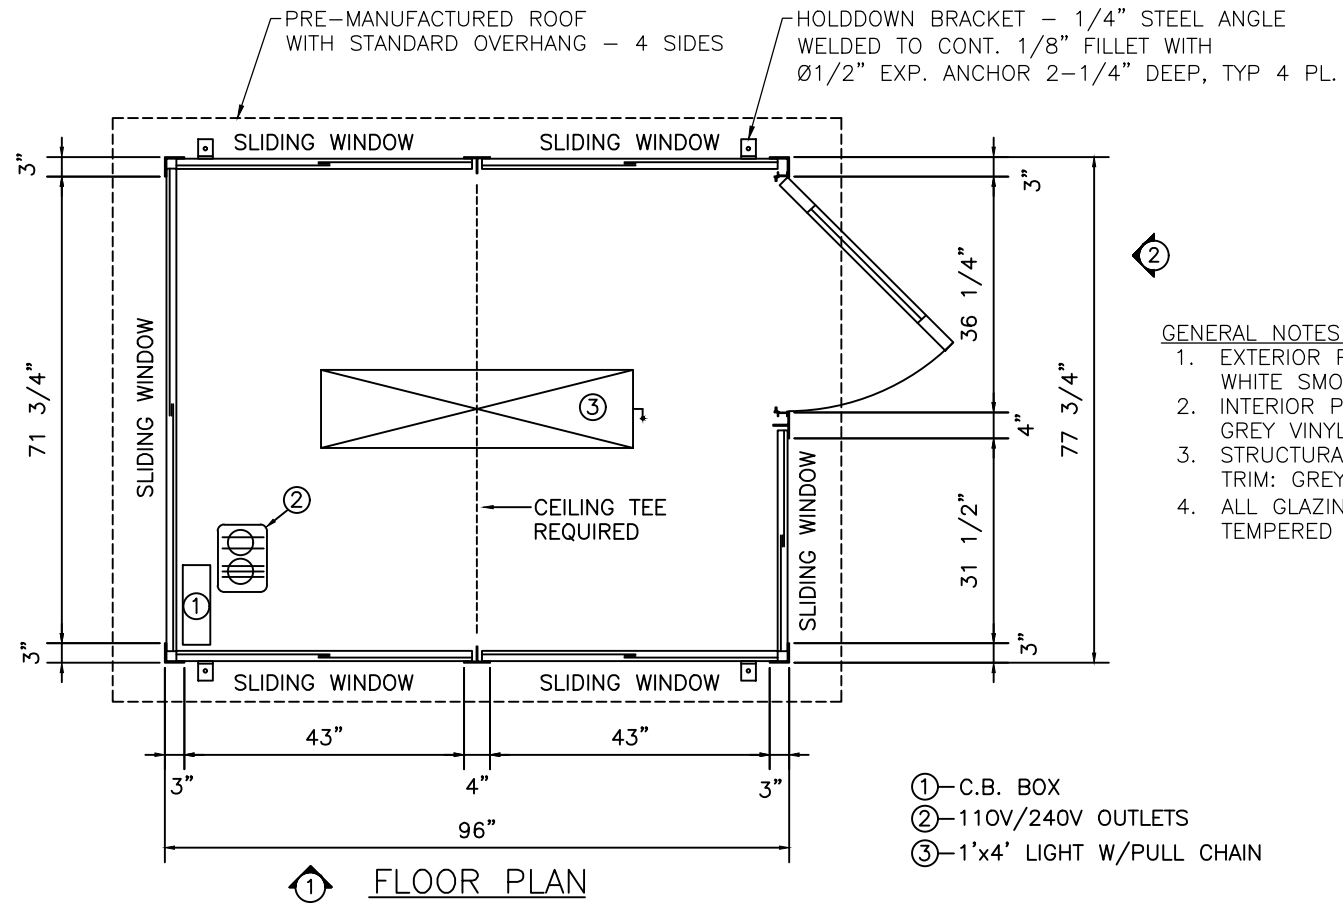 PRE-MANUFACTURED ROOF
WITH STANDARD OVERHANG - 4 SIDES
HOLDDOWN BRACKET - 1/4" STEEL ANGLE
WELDED TO CONT. 1/8" FILLET WITH
Ø1/2" EXP. ANCHOR 2-1/4" DEEP, TYP 4 PL.
SLIDING WINDOW
SLIDING WINDOW
3"
3"
36 1/4"
2
SLIDING WINDOW
71 3/4"
77 3/4"
3
4"
GENERAL NOTES
1. EXTERIOR
WHITE
2. INTERIOR
GREY VINYL
3.
TRIM: GREY
4. ALL
TEMPERED
2
CEILING TEE
REQUIRED
1
SLIDING WINDOW
31 1/2"
3"
3"
SLIDING WINDOW
SLIDING WINDOW
43"
43"
3"
4"
3"
96"
1 C.B. BOX
2 110V/240V OUTLETS
3 1'x4' LIGHT W/PULL CHAIN
1
FLOOR PLAN